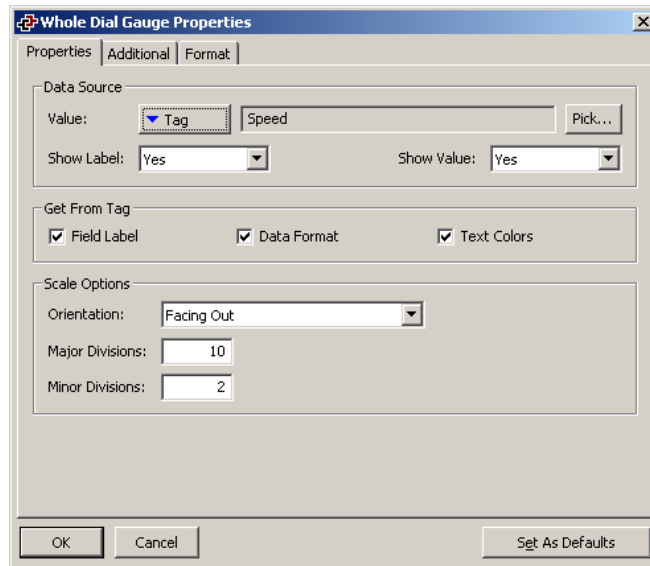 Whole Dial Gauge Properties
Properties Additional Format
Data Source
Value: Tag Speed Pick...
Show Label: Yes Show Value: Yes
Get From Tag
Field Label Data Format Text Colors
Scale Options
Orientation: Facing Out
Major Divisions: 10
Minor Divisions: 2
OK Cancel Set As Defaults